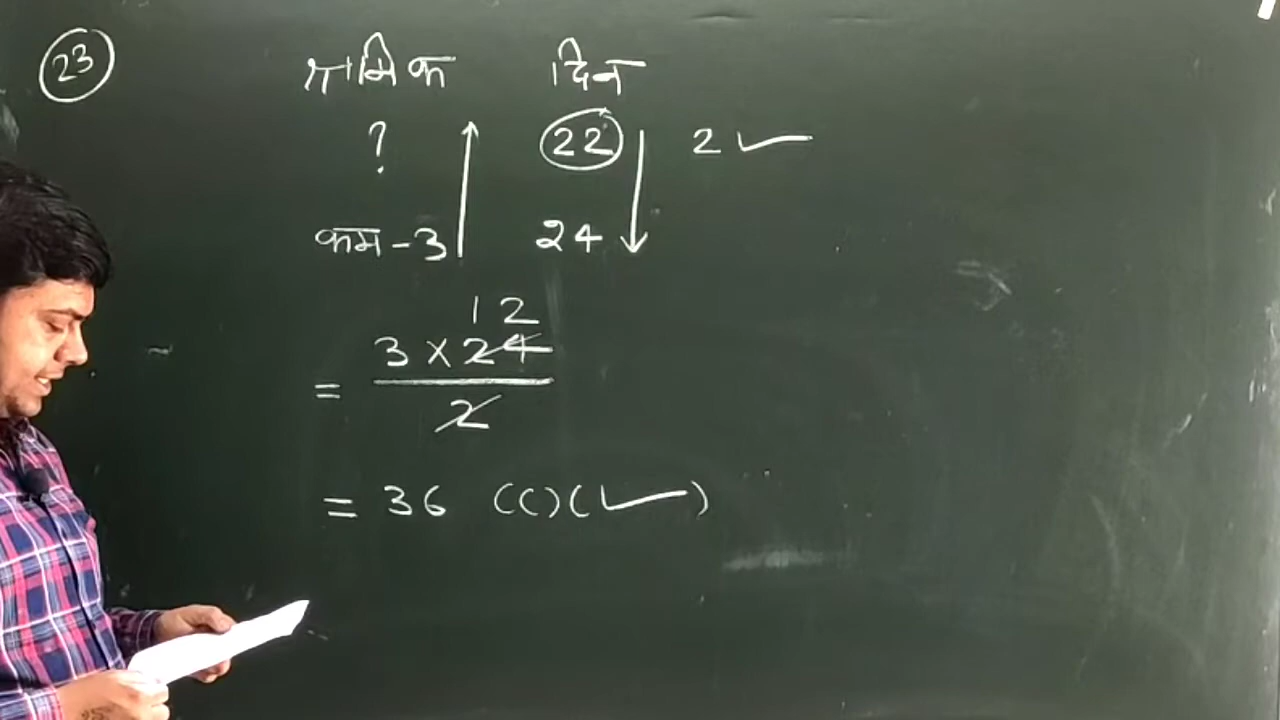 23
श्रमिक दिन
? 22 2 ✓
कम - 3 24
12
= 3 × 24
2
= 36 (C) (✓)